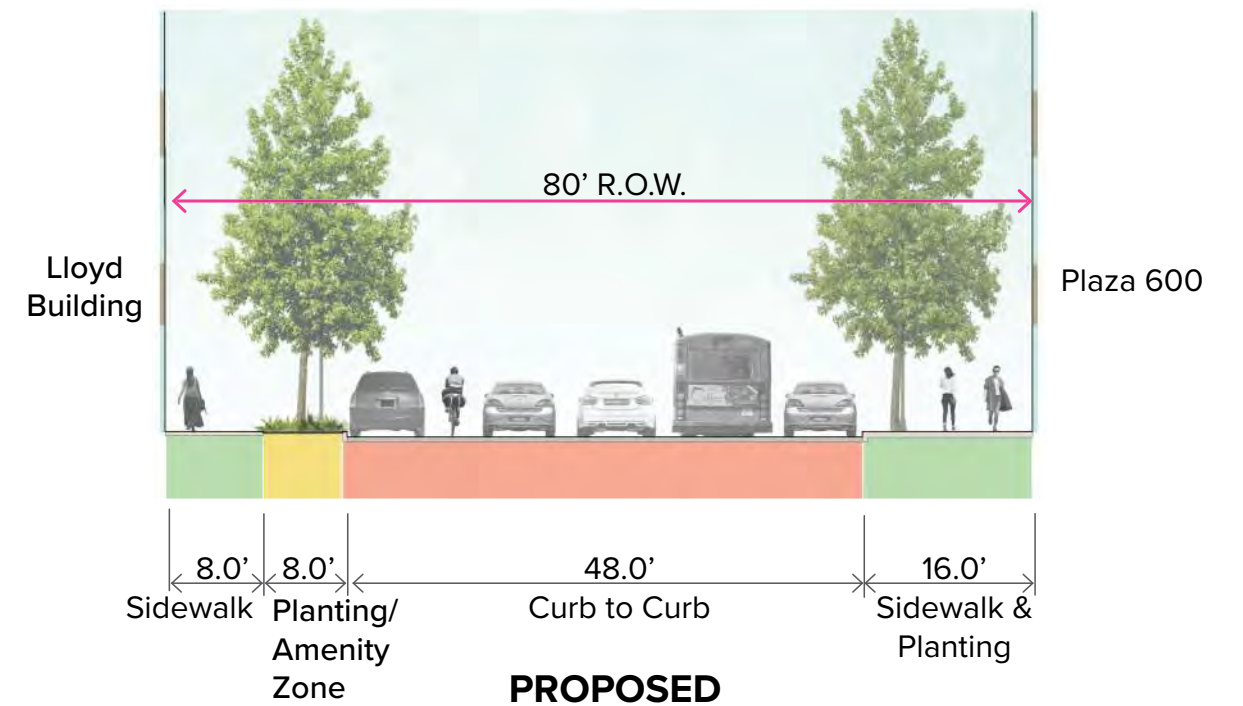 80’ R.O.W.
Lloyd
Building
Plaza 600
8.0’
8.0’
48.0’
16.0’
Sidewalk
Planting/
Amenity
Zone
Curb to Curb
Sidewalk &
Planting
PROPOSED